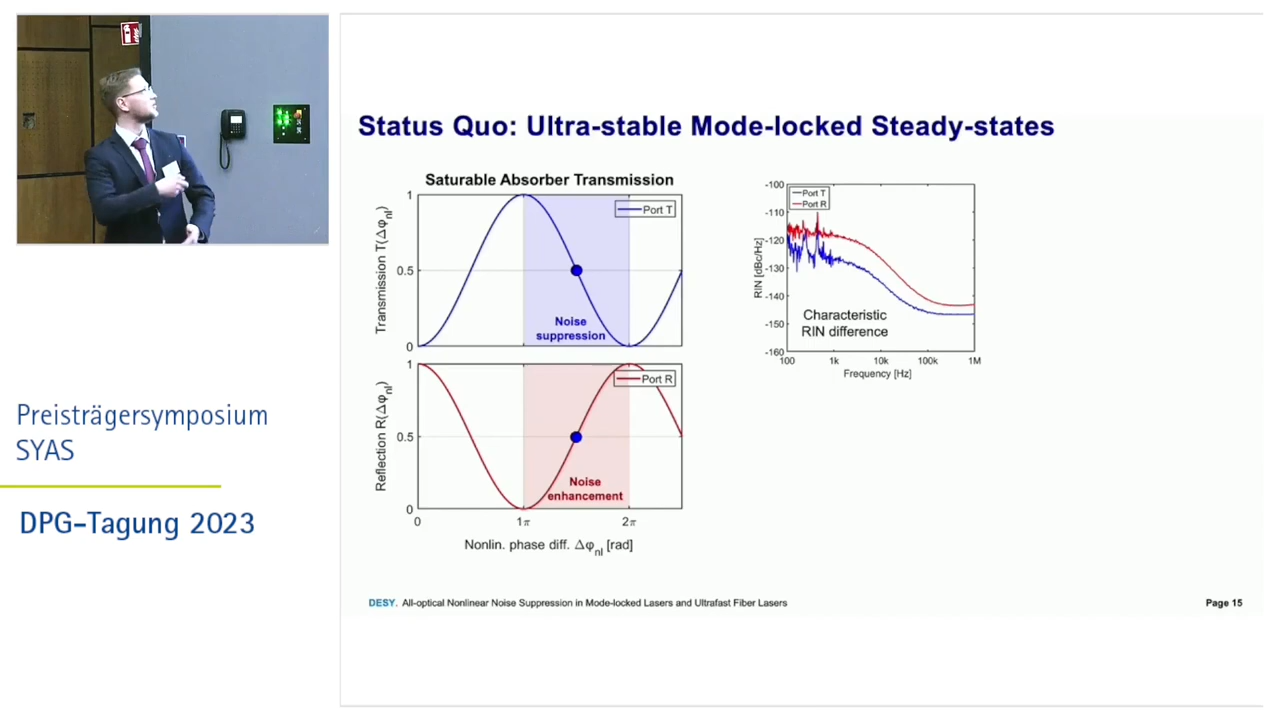 Status Quo: Ultra-stable Mode-locked Steady-states
Saturable Absorber Transmission
Transmission T(Δφnl)
1
0.5
0
Port T
Noise
suppression
Reflection R(Δφnl)
1
0.5
0
Port R
Noise
enhancement
0
1π
2π
Nonlin. phase diff. Δφnl [rad]
RIN [dBc/Hz]
-100
-110
-120
-130
-140
-150
-160
Port T
Port R
Characteristic
RIN difference
100
1k
10k
100k
1M
Frequency [Hz]
Preisträgersymposium
SYAS
DPG-Tagung 2023
DESY. All-optical Nonlinear Noise Suppression in Mode-locked Lasers and Ultrafast Fiber Lasers
Page 15